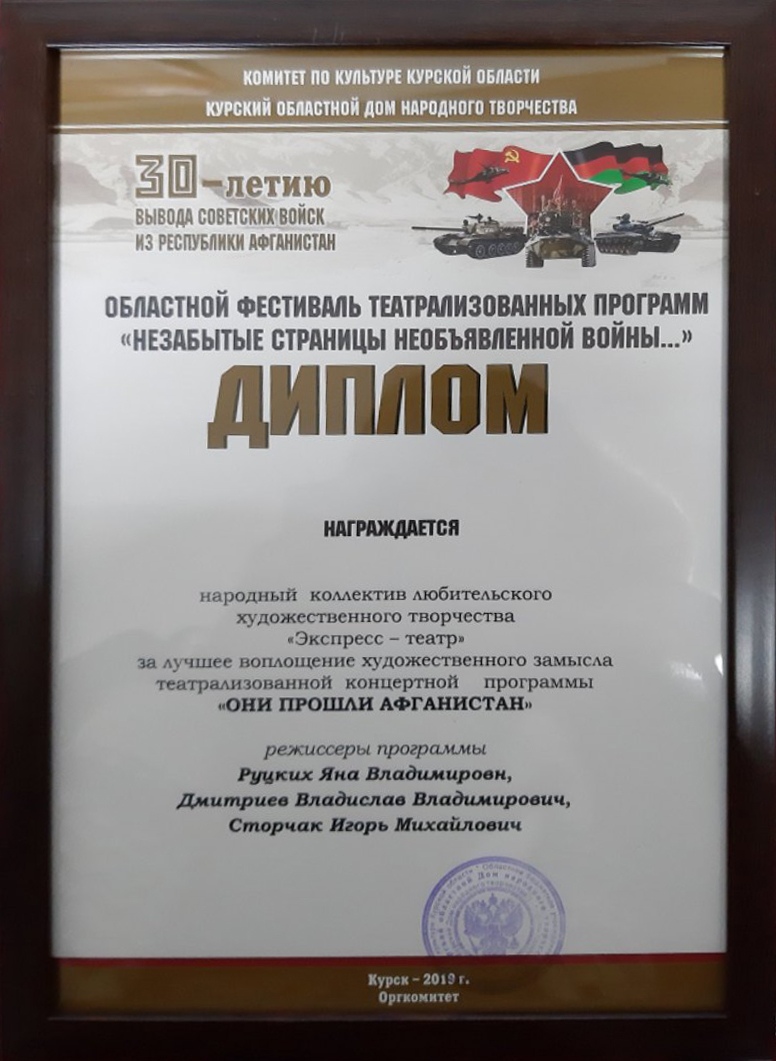 КОМИТЕТ ПО КУЛЬТУРЕ КУРСКОЙ ОБЛАСТИ
КУРСКИЙ ОБЛАСТНОЙ ДОМ НАРОДНОГО ТВОРЧЕСТВА
30-летию
ВЫВОДА СОВЕТСКИХ ВОЙСК
ИЗ РЕСПУБЛИКИ АФГАНИСТАН
ОБЛАСТНОЙ ФЕСТИВАЛЬ ТЕАТРАЛИЗОВАННЫХ ПРОГРАММ
«НЕЗАБЫТЫЕ СТРАНИЦЫ НЕОБЪЯВЛЕННОЙ ВОЙНЫ...»
ДИПЛОМ
НАГРАЖДАЕТСЯ
народный коллектив любительского
художественного творчества
«Экспресс – театр»
за лучшее воплощение художественного замысла
театрализованной концертной программы
«ОНИ ПРОШЛИ АФГАНИСТАН»
режиссеры программы
Руцких Яна Владимировн,
Дмитриев Владислав Владимирович,
Сторчак Игорь Михайлович
Курск – 2019 г.
Оргкомитет